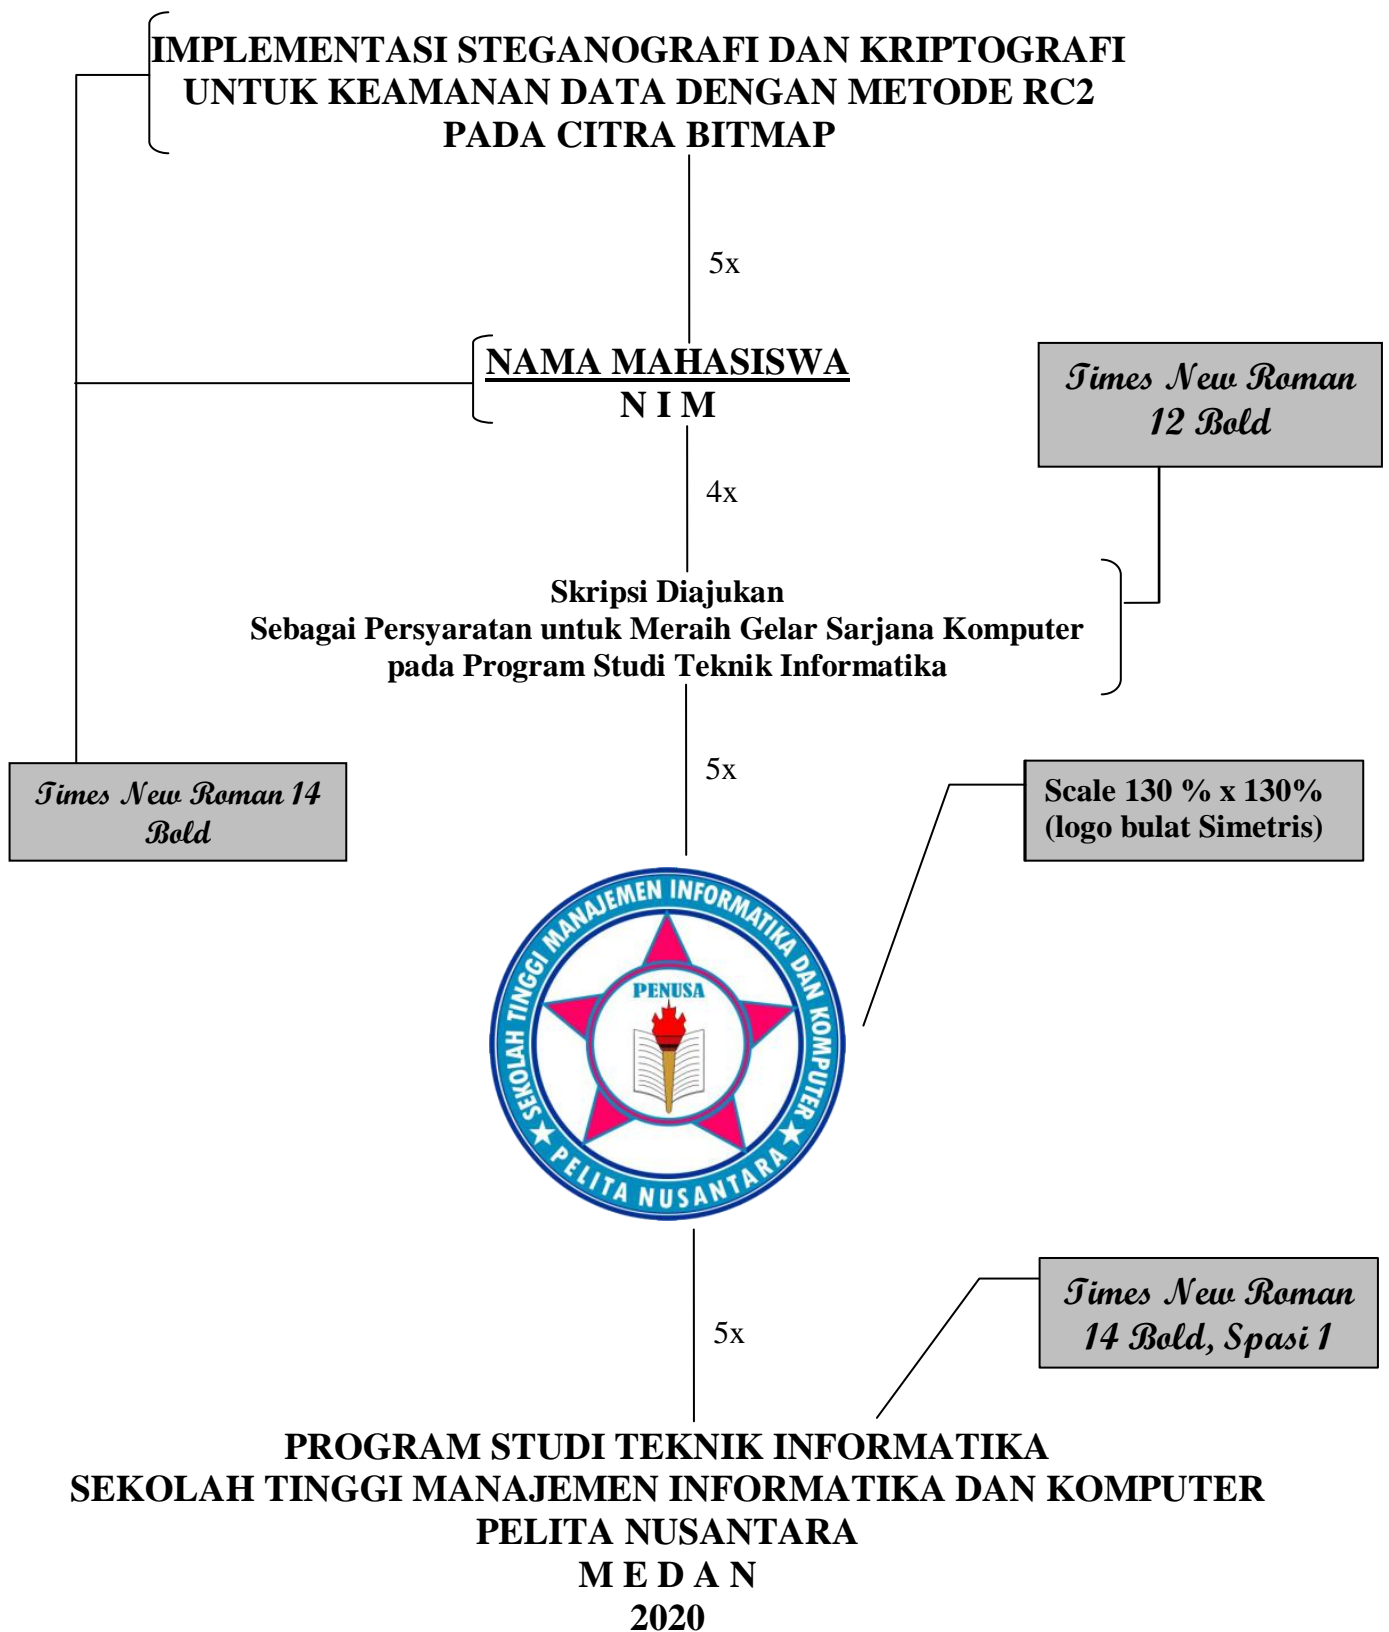 IMPLEMENTASI STEGANOGRAFI DAN KRIPTOGRAFI
UNTUK KEAMANAN DATA DENGAN METODE RC2
PADA CITRA BITMAP
5x
NAMA MAHASISWA
N I M
Times New Roman
12 Bold
4x
Skripsi Diajukan
Sebagai Persyaratan untuk Meraih Gelar Sarjana Komputer
pada Program Studi Teknik Informatika
5x
Times New Roman 14
Bold
Scale 130 % x 130%
(logo bulat Simetris)
SEKOLAH TINGGI MANAJEMEN INFORMATIKA DAN KOMPUTER
PENUSA
PELITA NUSANTARA
5x
Times New Roman
14 Bold, Spasi 1
PROGRAM STUDI TEKNIK INFORMATIKA
SEKOLAH TINGGI MANAJEMEN INFORMATIKA DAN KOMPUTER
PELITA NUSANTARA
M E D A N
2020